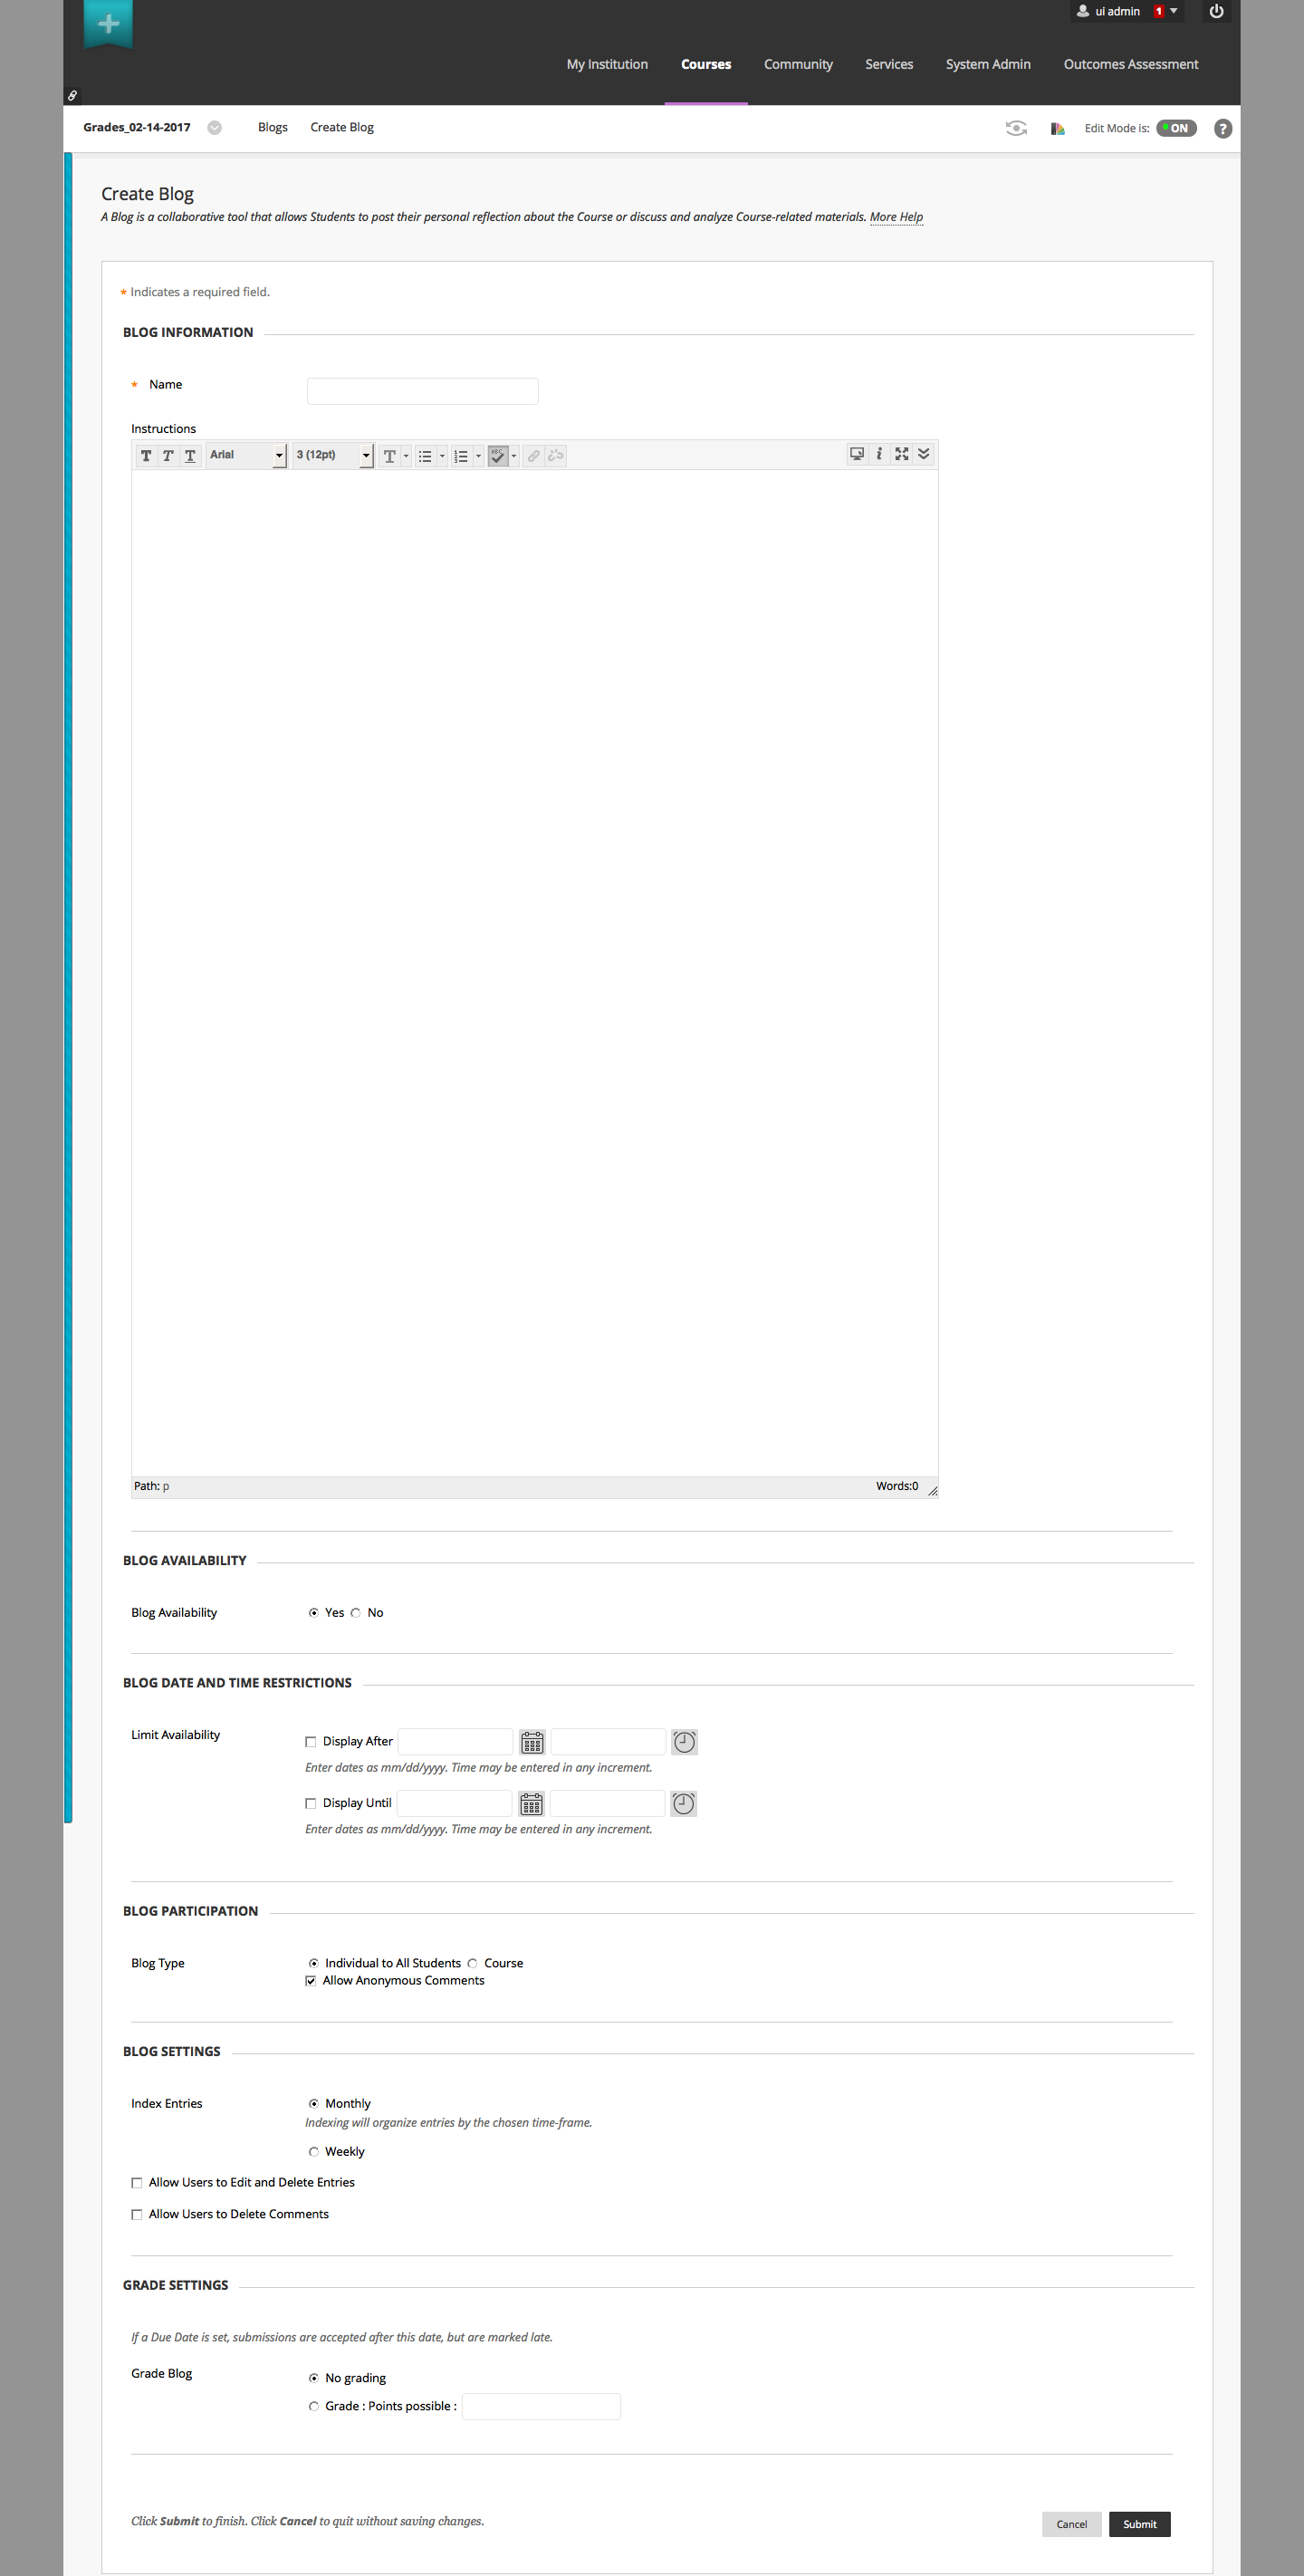 ui admin 1
My Institution Courses Community Services System Admin Outcomes Assessment
Grades_02-14-2017 Blogs Create Blog Edit Mode is: ON ?
Create Blog
A Blog is a collaborative tool that allows Students to post their personal reflection about the Course or discuss and analyze Course-related materials. More Help
* Indicates a required field.
BLOG INFORMATION
* Name
Instructions
T T T Arial 3 (12pt) T ABC i
Path: p Words:0
BLOG AVAILABILITY
Blog Availability Yes No
BLOG DATE AND TIME RESTRICTIONS
Limit Availability Display After
Enter dates as mm/dd/yyyy. Time may be entered in any increment.
Display Until
Enter dates as mm/dd/yyyy. Time may be entered in any increment.
BLOG PARTICIPATION
Blog Type Individual to All Students Course
Allow Anonymous Comments
BLOG SETTINGS
Index Entries Monthly
Indexing will organize entries by the chosen time-frame.
Weekly
Allow Users to Edit and Delete Entries
Allow Users to Delete Comments
GRADE SETTINGS
If a Due Date is set, submissions are accepted after this date, but are marked late.
Grade Blog No grading
Grade : Points possible :
Click Submit to finish. Click Cancel to quit without saving changes. Cancel Submit